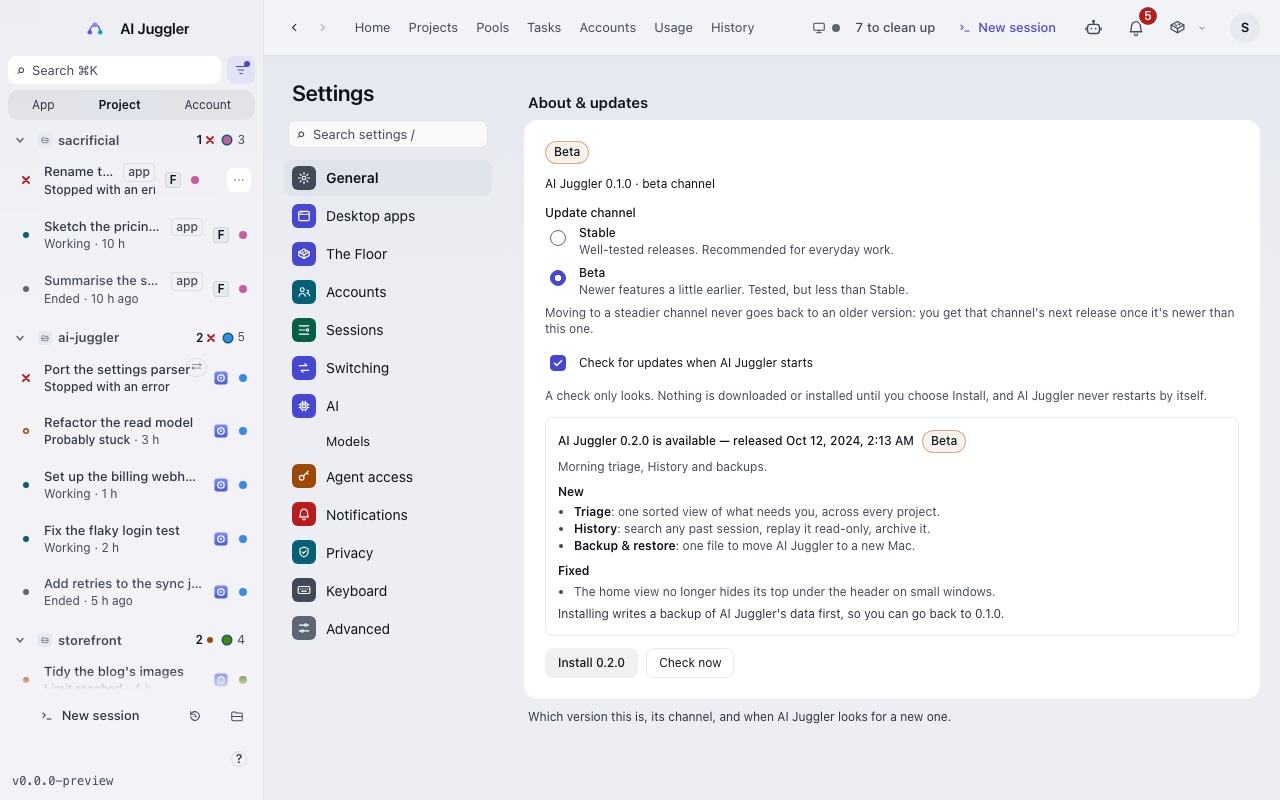 AI Juggler
Search ⌘K
App Project Account
sacrificial 1 3
Rename t... app F
Stopped with an err
Sketch the pricin... app F
Working · 10 h
Summarise the s... app F
Ended · 10 h ago
ai-juggler 2 5
Port the settings parser
Stopped with an error
Refactor the read model
Probably stuck · 3 h
Set up the billing webh...
Working · 1 h
Fix the flaky login test
Working · 2 h
Add retries to the sync j...
Ended · 5 h ago
storefront 2 4
Tidy the blog's images
Limit reached · 4 h
New session
?
v0.0.0-preview
Home Projects Pools Tasks Accounts Usage History 7 to clean up New session 5 S
Settings
Search settings /
General
Desktop apps
The Floor
Accounts
Sessions
Switching
AI
Models
Agent access
Notifications
Privacy
Keyboard
Advanced
About & updates
Beta
AI Juggler 0.1.0 · beta channel
Update channel
Stable
Well-tested releases. Recommended for everyday work.
Beta
Newer features a little earlier. Tested, but less than Stable.
Moving to a steadier channel never goes back to an older version: you get that channel's next release once it's newer than
this one.
Check for updates when AI Juggler starts
A check only looks. Nothing is downloaded or installed until you choose Install, and AI Juggler never restarts by itself.
AI Juggler 0.2.0 is available — released Oct 12, 2024, 2:13 AM Beta
Morning triage, History and backups.
New
• Triage: one sorted view of what needs you, across every project.
• History: search any past session, replay it read-only, archive it.
• Backup & restore: one file to move AI Juggler to a new Mac.
Fixed
• The home view no longer hides its top under the header on small windows.
Installing writes a backup of AI Juggler's data first, so you can go back to 0.1.0.
Install 0.2.0 Check now
Which version this is, its channel, and when AI Juggler looks for a new one.